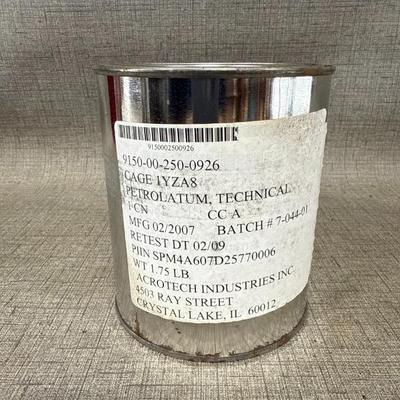 9150002500926
9150-00-250-0926
CAGE 1YZA8
PETROLATUM, TECHNICAL
1 CN CC A
MFG 02/2007 BATCH # 7-044-01
RETEST DT 02/09
PIIN SPM4A607D25770006
WT 1.75 LB
ACROTECH INDUSTRIES INC.
4503 RAY STREET
CRYSTAL LAKE, IL 60012